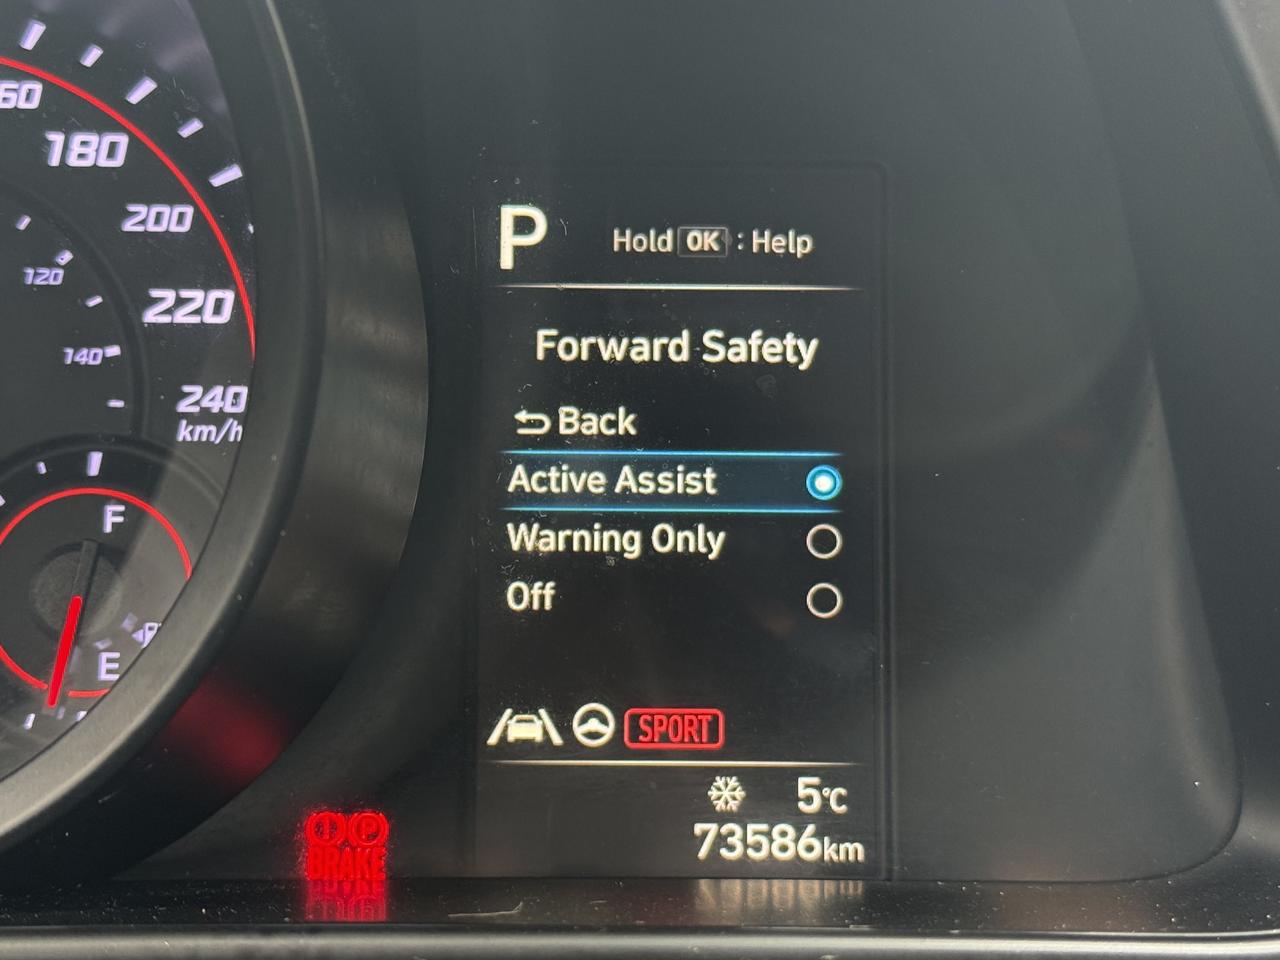 60
180
200
220
240
km/h
120
140
F
E
P
Hold OK : Help
Forward Safety
Back
Active Assist
Warning Only
Off
SPORT
5°C
73586km
P
BRAKE